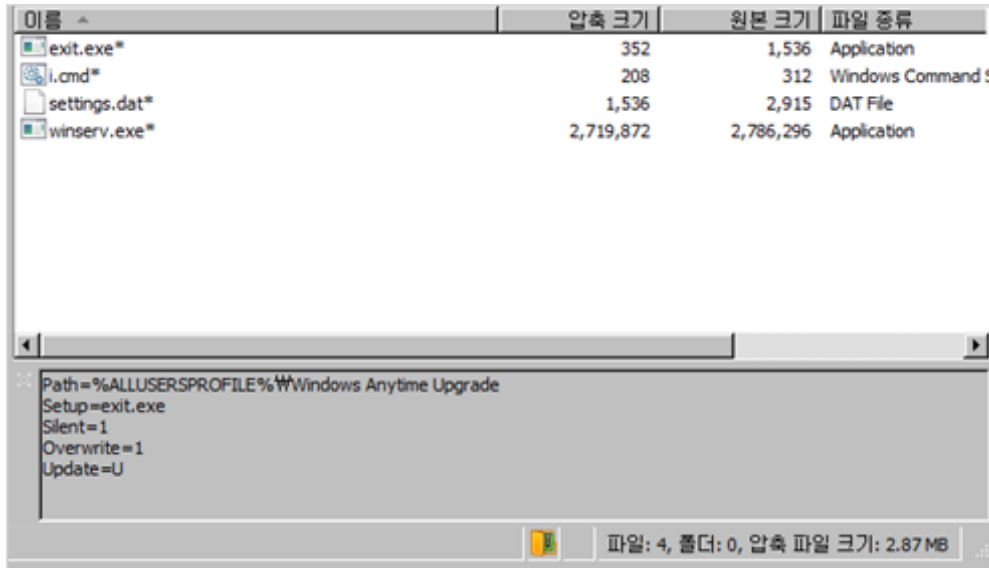 이름 압축 크기 원본 크기 파일 종류
exit.exe* 352 1,536 Application
i.cmd* 208 312 Windows Command S
settings.dat* 1,536 2,915 DAT File
winserv.exe* 2,719,872 2,786,296 Application
Path=%ALLUSERSPROFILE%₩Windows Anytime Upgrade
Setup=exit.exe
Silent=1
Overwrite=1
Update=U
파일: 4, 폴더: 0, 압축 파일 크기: 2.87 MB